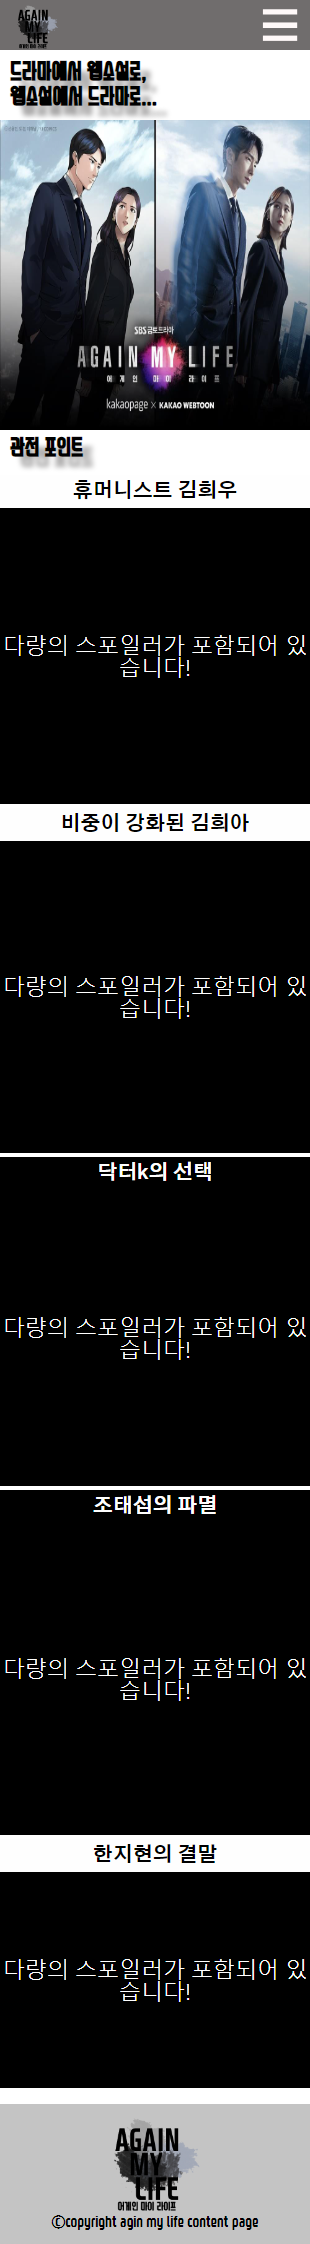 AGAIN
MY
LIFE
어게인 마이 라이프
드라마에서 웹소설로,
웹소설에서 드라마로...
SBS 금토드라마
AGAIN MY LIFE
어 게 인 마 이 라 이 프
kakaopage × KAKAO WEBTOON
관전 포인트
휴머니스트 김희우
다량의 스포일러가 포함되어 있
습니다!
비중이 강화된 김희아
다량의 스포일러가 포함되어 있
습니다!
닥터k의 선택
다량의 스포일러가 포함되어 있
습니다!
조태섭의 파멸
다량의 스포일러가 포함되어 있
습니다!
한지현의 결말
다량의 스포일러가 포함되어 있
습니다!
AGAIN
MY
LIFE
어게인 마이 라이프
Ⓒcopyright agin my life content page